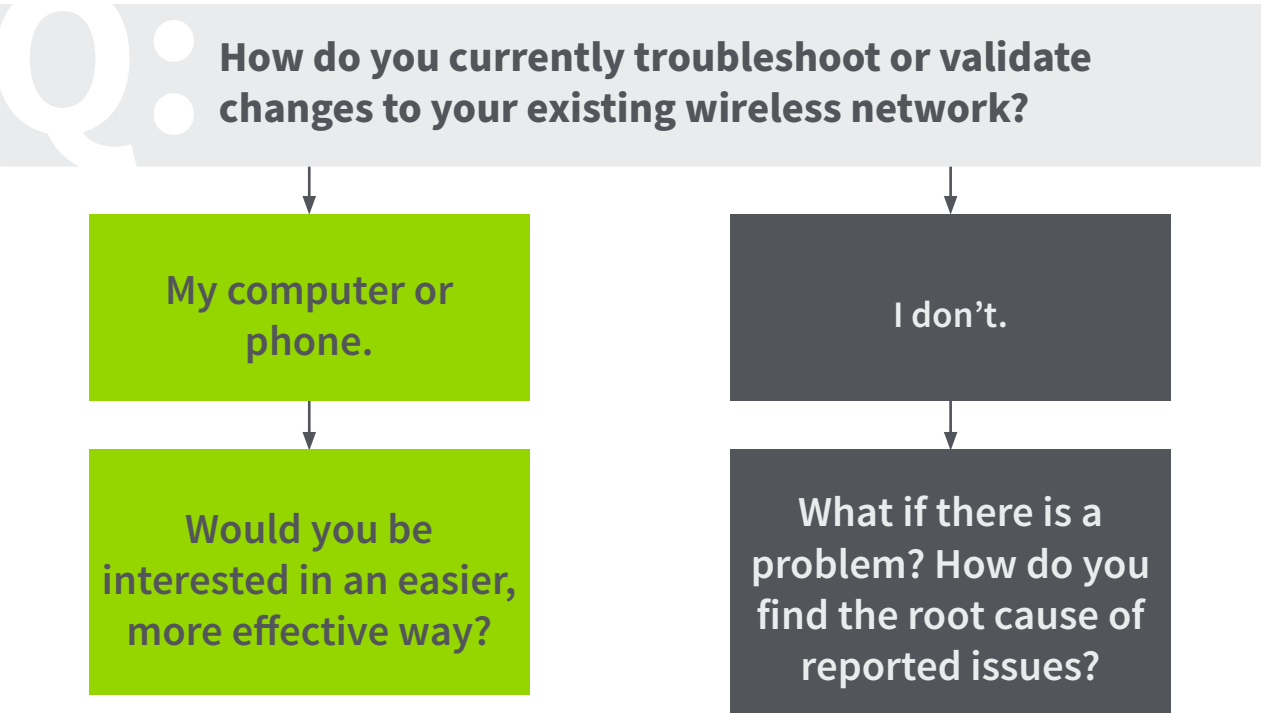 Q:
How do you currently troubleshoot or validate
changes to your existing wireless network?
My computer or
phone.
I don’t.
Would you be
interested in an easier,
more effective way?
What if there is a
problem? How do you
find the root cause of
reported issues?